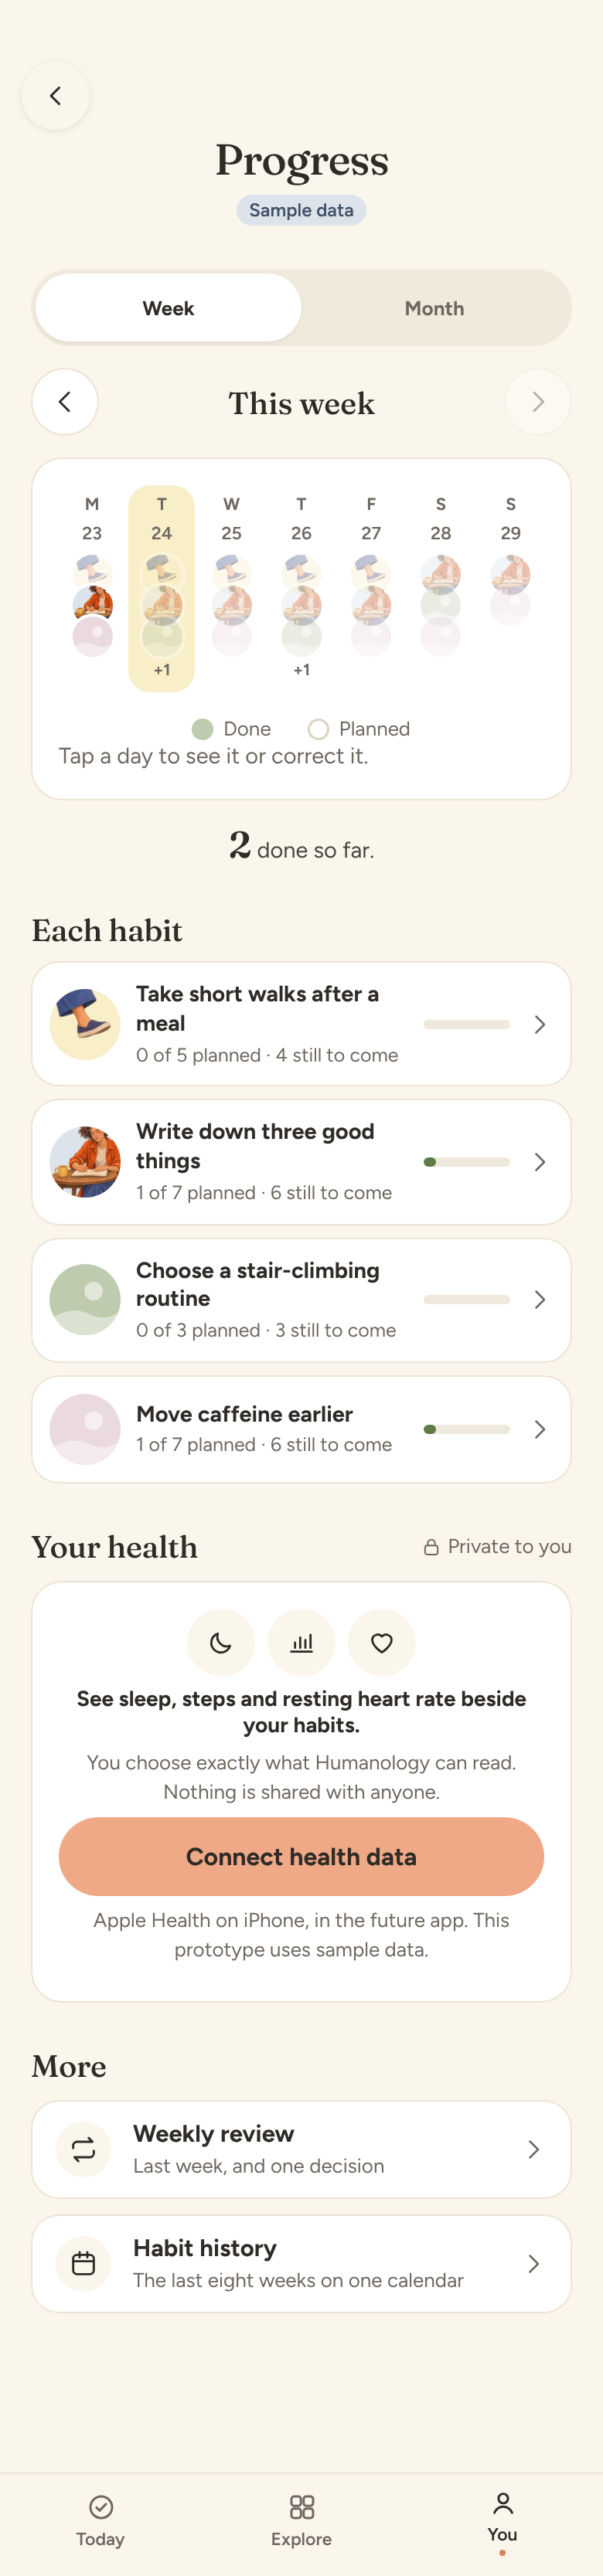 Progress
Sample data
Week Month
This week
M T W T F S S
23 24 25 26 27 28 29
+1 +1
Done Planned
Tap a day to see it or correct it.
2 done so far.
Each habit
Take short walks after a
meal
0 of 5 planned · 4 still to come
Write down three good
things
1 of 7 planned · 6 still to come
Choose a stair-climbing
routine
0 of 3 planned · 3 still to come
Move caffeine earlier
1 of 7 planned · 6 still to come
Your health Private to you
See sleep, steps and resting heart rate beside
your habits.
You choose exactly what Humanology can read.
Nothing is shared with anyone.
Connect health data
Apple Health on iPhone, in the future app. This
prototype uses sample data.
More
Weekly review
Last week, and one decision
Habit history
The last eight weeks on one calendar
Today Explore You